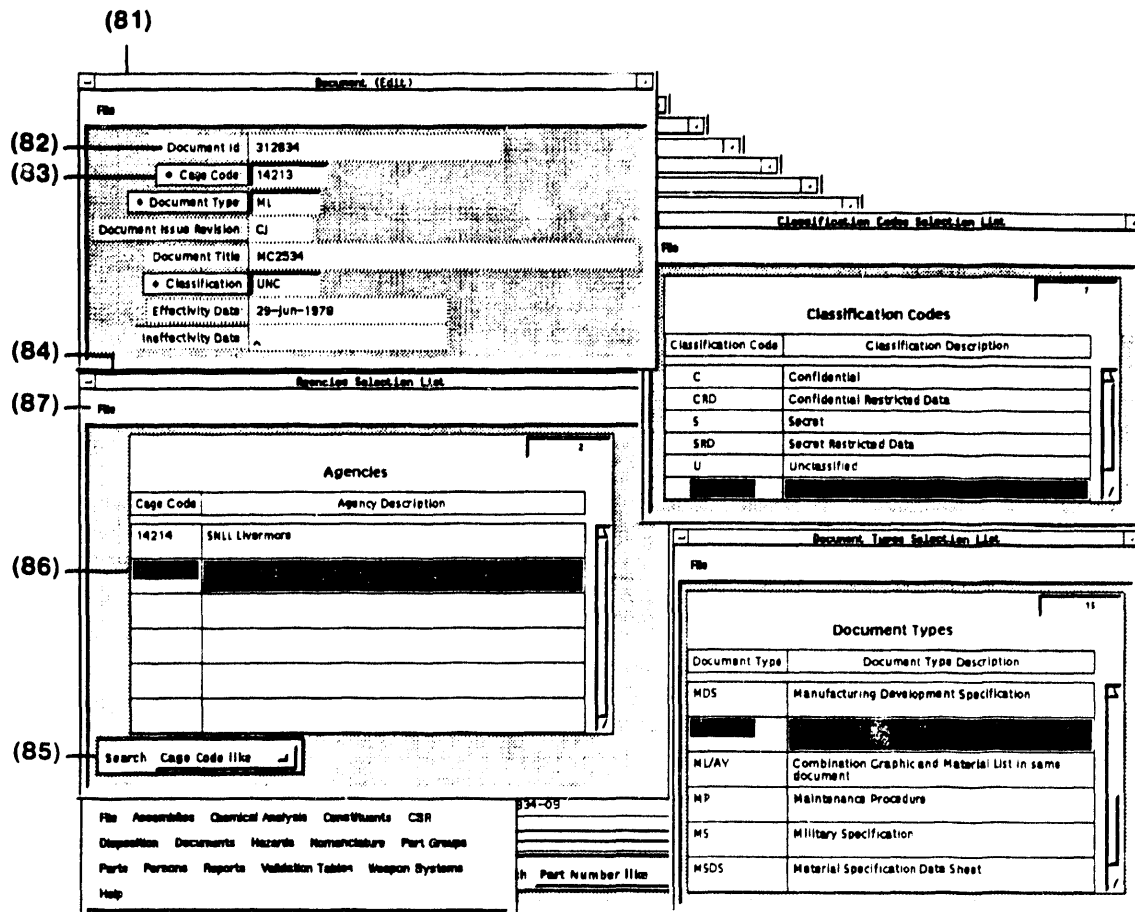 (81)
Document (Edit)
File
(82)
Document Id 312834
(83)
Cage Code 14213
Document Type ML
Document Issue Revision CJ
Document Title MC2534
Classification UNC
Effectivity Date 29-jun-1978
Ineffectivity Date
(84)
Agencies Selection List
(87)
File
2
Agencies
Cage Code Agency Description
14214 SNLL Livermore
(86)
(85)
Search Cage Code like
File Assemblies Chemical Analysis Constituents CSR
Disposition Documents Hazards Nomenclature Part Groups
Parts Persons Reports Validation Tables Weapon Systems
Help
834-09
Part Number like
Classification Codes Selection List
File
7
Classification Codes
Classification Code Classification Description
C Confidential
CRD Confidential Restricted Data
S Secret
SRD Secret Restricted Data
U Unclassified
Document Types Selection List
File
15
Document Types
Document Type Document Type Description
MDS Manufacturing Development Specification
ML/AY Combination Graphic and Material List in same
document
MP Maintenance Procedure
MS Military Specification
MSDS Material Specification Data Sheet